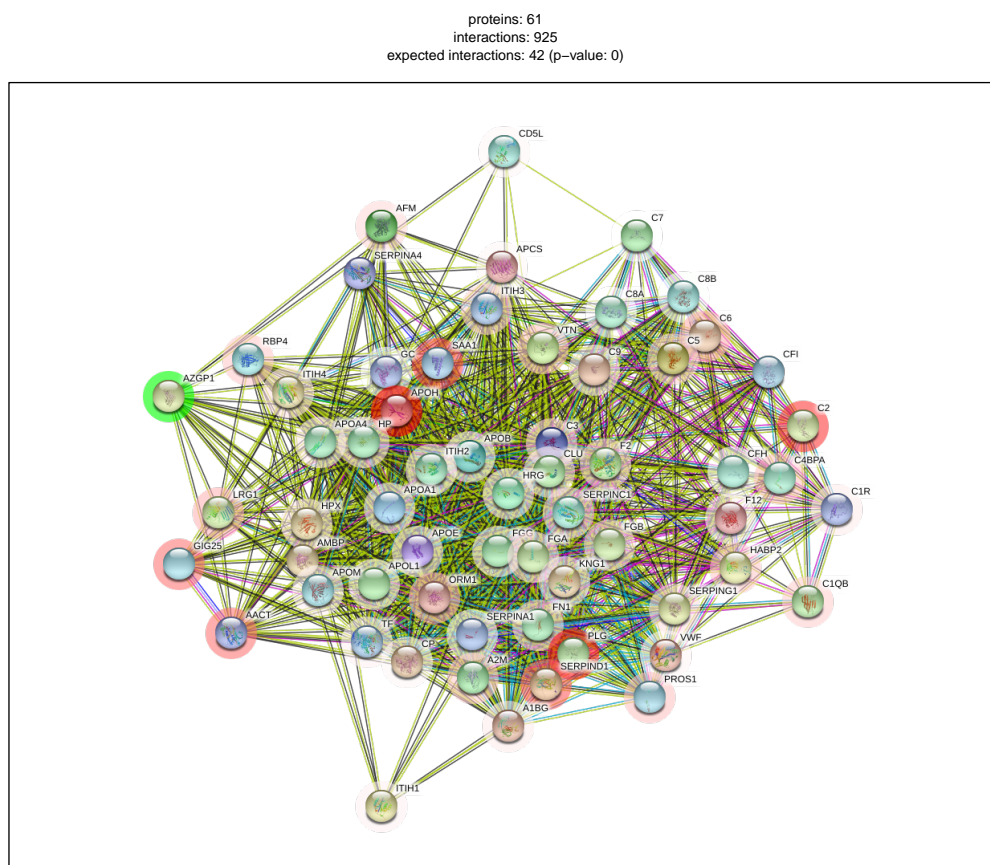 proteins: 61
interactions: 925
expected interactions: 42 (p−value: 0)
CD5L
AFM
C7
SERPINA4
APCS
C8B
ITIH3
C8A
C6
VTN
C5
RBP4
GC
SAA1
C9
CFI
AZGP1
ITIH4
APOH
C2
APOA4
HP
C3
APOB
ITIH2
CLU
F2
CFH
C4BPA
HRG
LRG1
HPX
APOA1
SERPINC1
F12
C1R
GIG25
AMBP
APOE
FGG
FGA
FGB
HABP2
APOM
APOL1
KNG1
ORM1
SERPING1
C1QB
AACT
TF
SERPINA1
FN1
PLG
VWF
CP
A2M
SERPIND1
PROS1
A1BG
ITIH1